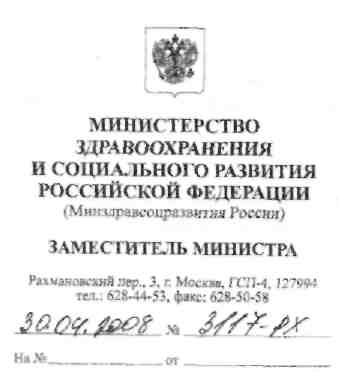 МИНИСТЕРСТВО
ЗДРАВООХРАНЕНИЯ
И СОЦИАЛЬНОГО РАЗВИТИЯ
РОССИЙСКОЙ ФЕДЕРАЦИИ
(Минздравсоцразвития России)
ЗАМЕСТИТЕЛЬ МИНИСТРА
Рахмановский пер., 3, г. Москва, ГСП-4, 127994
тел.: 628-44-53, факс: 628-50-58
30.04.2008 № 3117-РХ
На № от